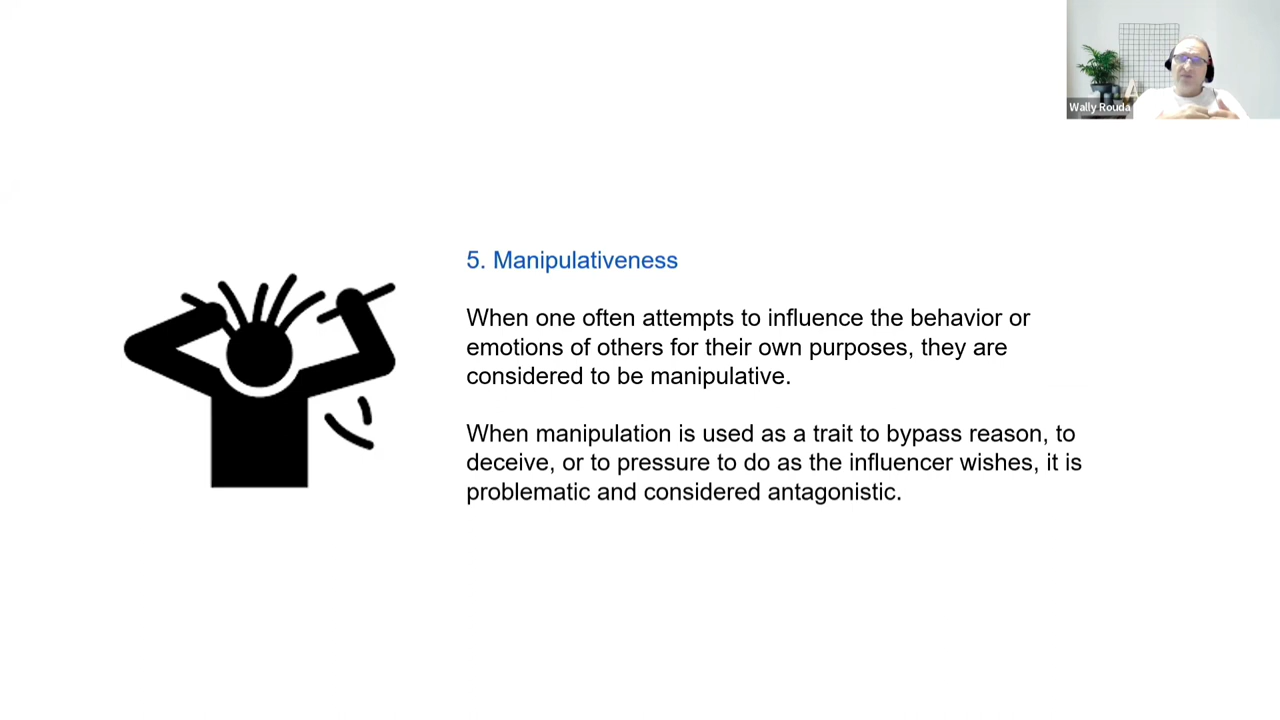 Wally Rouda
5. Manipulativeness
When one often attempts to influence the behavior or
emotions of others for their own purposes, they are
considered to be manipulative.
When manipulation is used as a trait to bypass reason, to
deceive, or to pressure to do as the influencer wishes, it is
problematic and considered antagonistic.